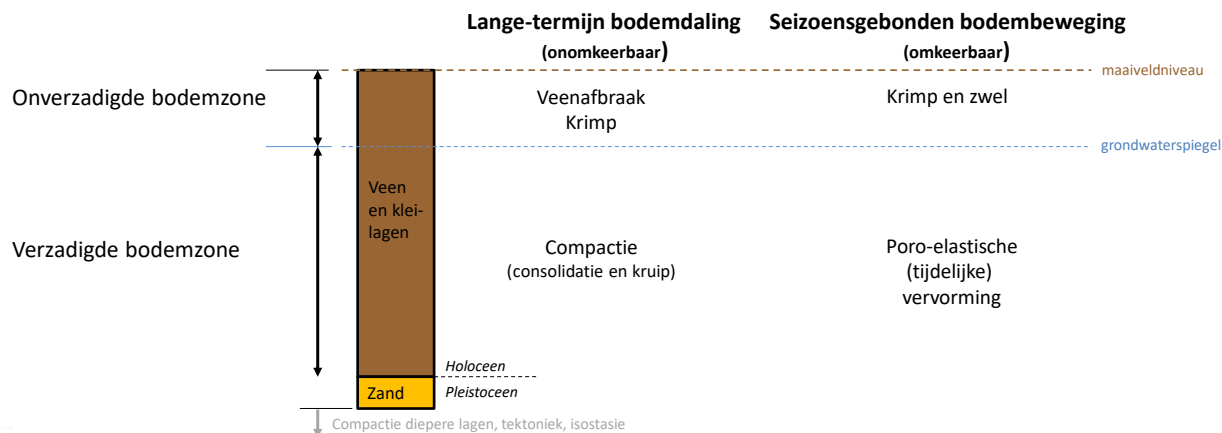 Lange-termijn bodemdaling
(onomkeerbaar)
Seizoensgebonden bodembeweging
(omkeerbaar)
maaiveldniveau
Onverzadigde bodemzone
Veenafbraak
Krimp
Krimp en zwel
grondwaterspiegel
Veen
en klei-
lagen
Verzadigde bodemzone
Compactie
(consolidatie en kruip)
Poro-elastische
(tijdelijke)
vervorming
Holoceen
Zand
Pleistoceen
Compactie diepere lagen, tektoniek, isostasie